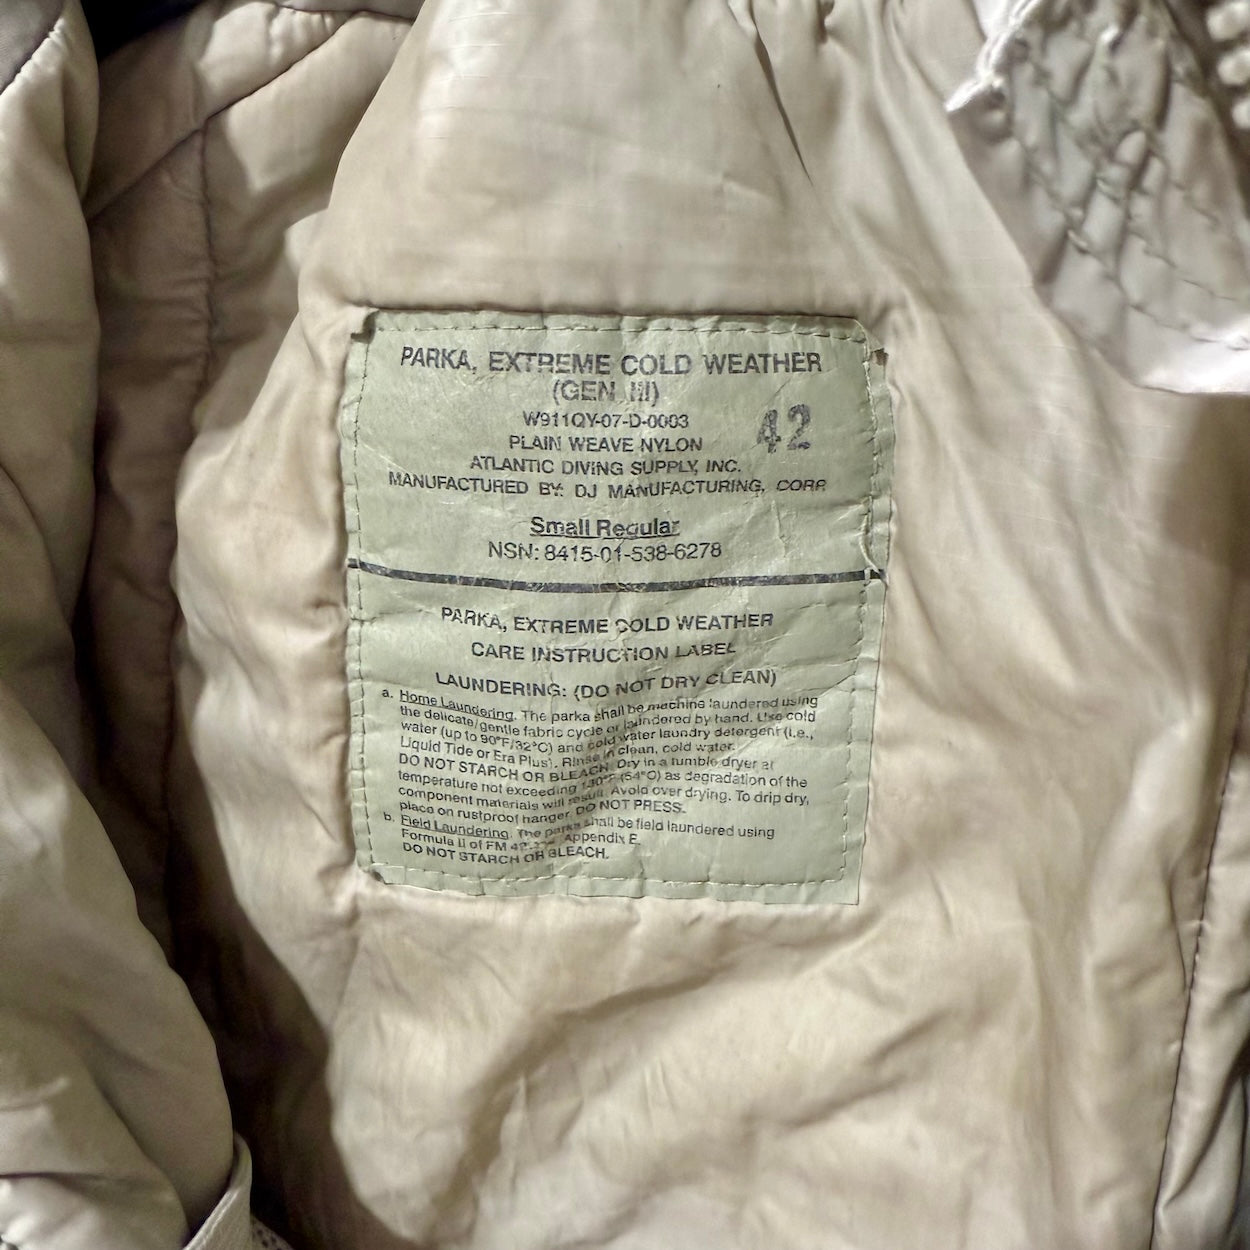 PARKA, EXTREME COLD WEATHER
(GEN III)
W911QY-07-D-0003
42
PLAIN WEAVE NYLON
ATLANTIC DIVING SUPPLY, INC.
MANUFACTURED BY: DJ MANUFACTURING, CORP
Small Regular
NSN: 8415-01-538-6278
PARKA, EXTREME COLD WEATHER
CARE INSTRUCTION LABEL
LAUNDERING: (DO NOT DRY CLEAN)
a. Home Laundering. The parka shall be machine laundered using
the delicate/gentle fabric cycle or laundered by hand. Use cold
water (up to 90°F/32°C) and cold water laundry detergent (i.e.,
Liquid Tide or Era Plus). Rinse in clean, cold water.
DO NOT STARCH OR BLEACH. Dry in a tumble dryer at
temperature not exceeding 130°F (54°C) as degradation of the
component materials will result. Avoid over drying. To drip dry,
place on rustproof hanger. DO NOT PRESS.
b. Field Laundering. The parka shall be field laundered using
Formula II of FM Appendix E.
DO NOT STARCH OR BLEACH.